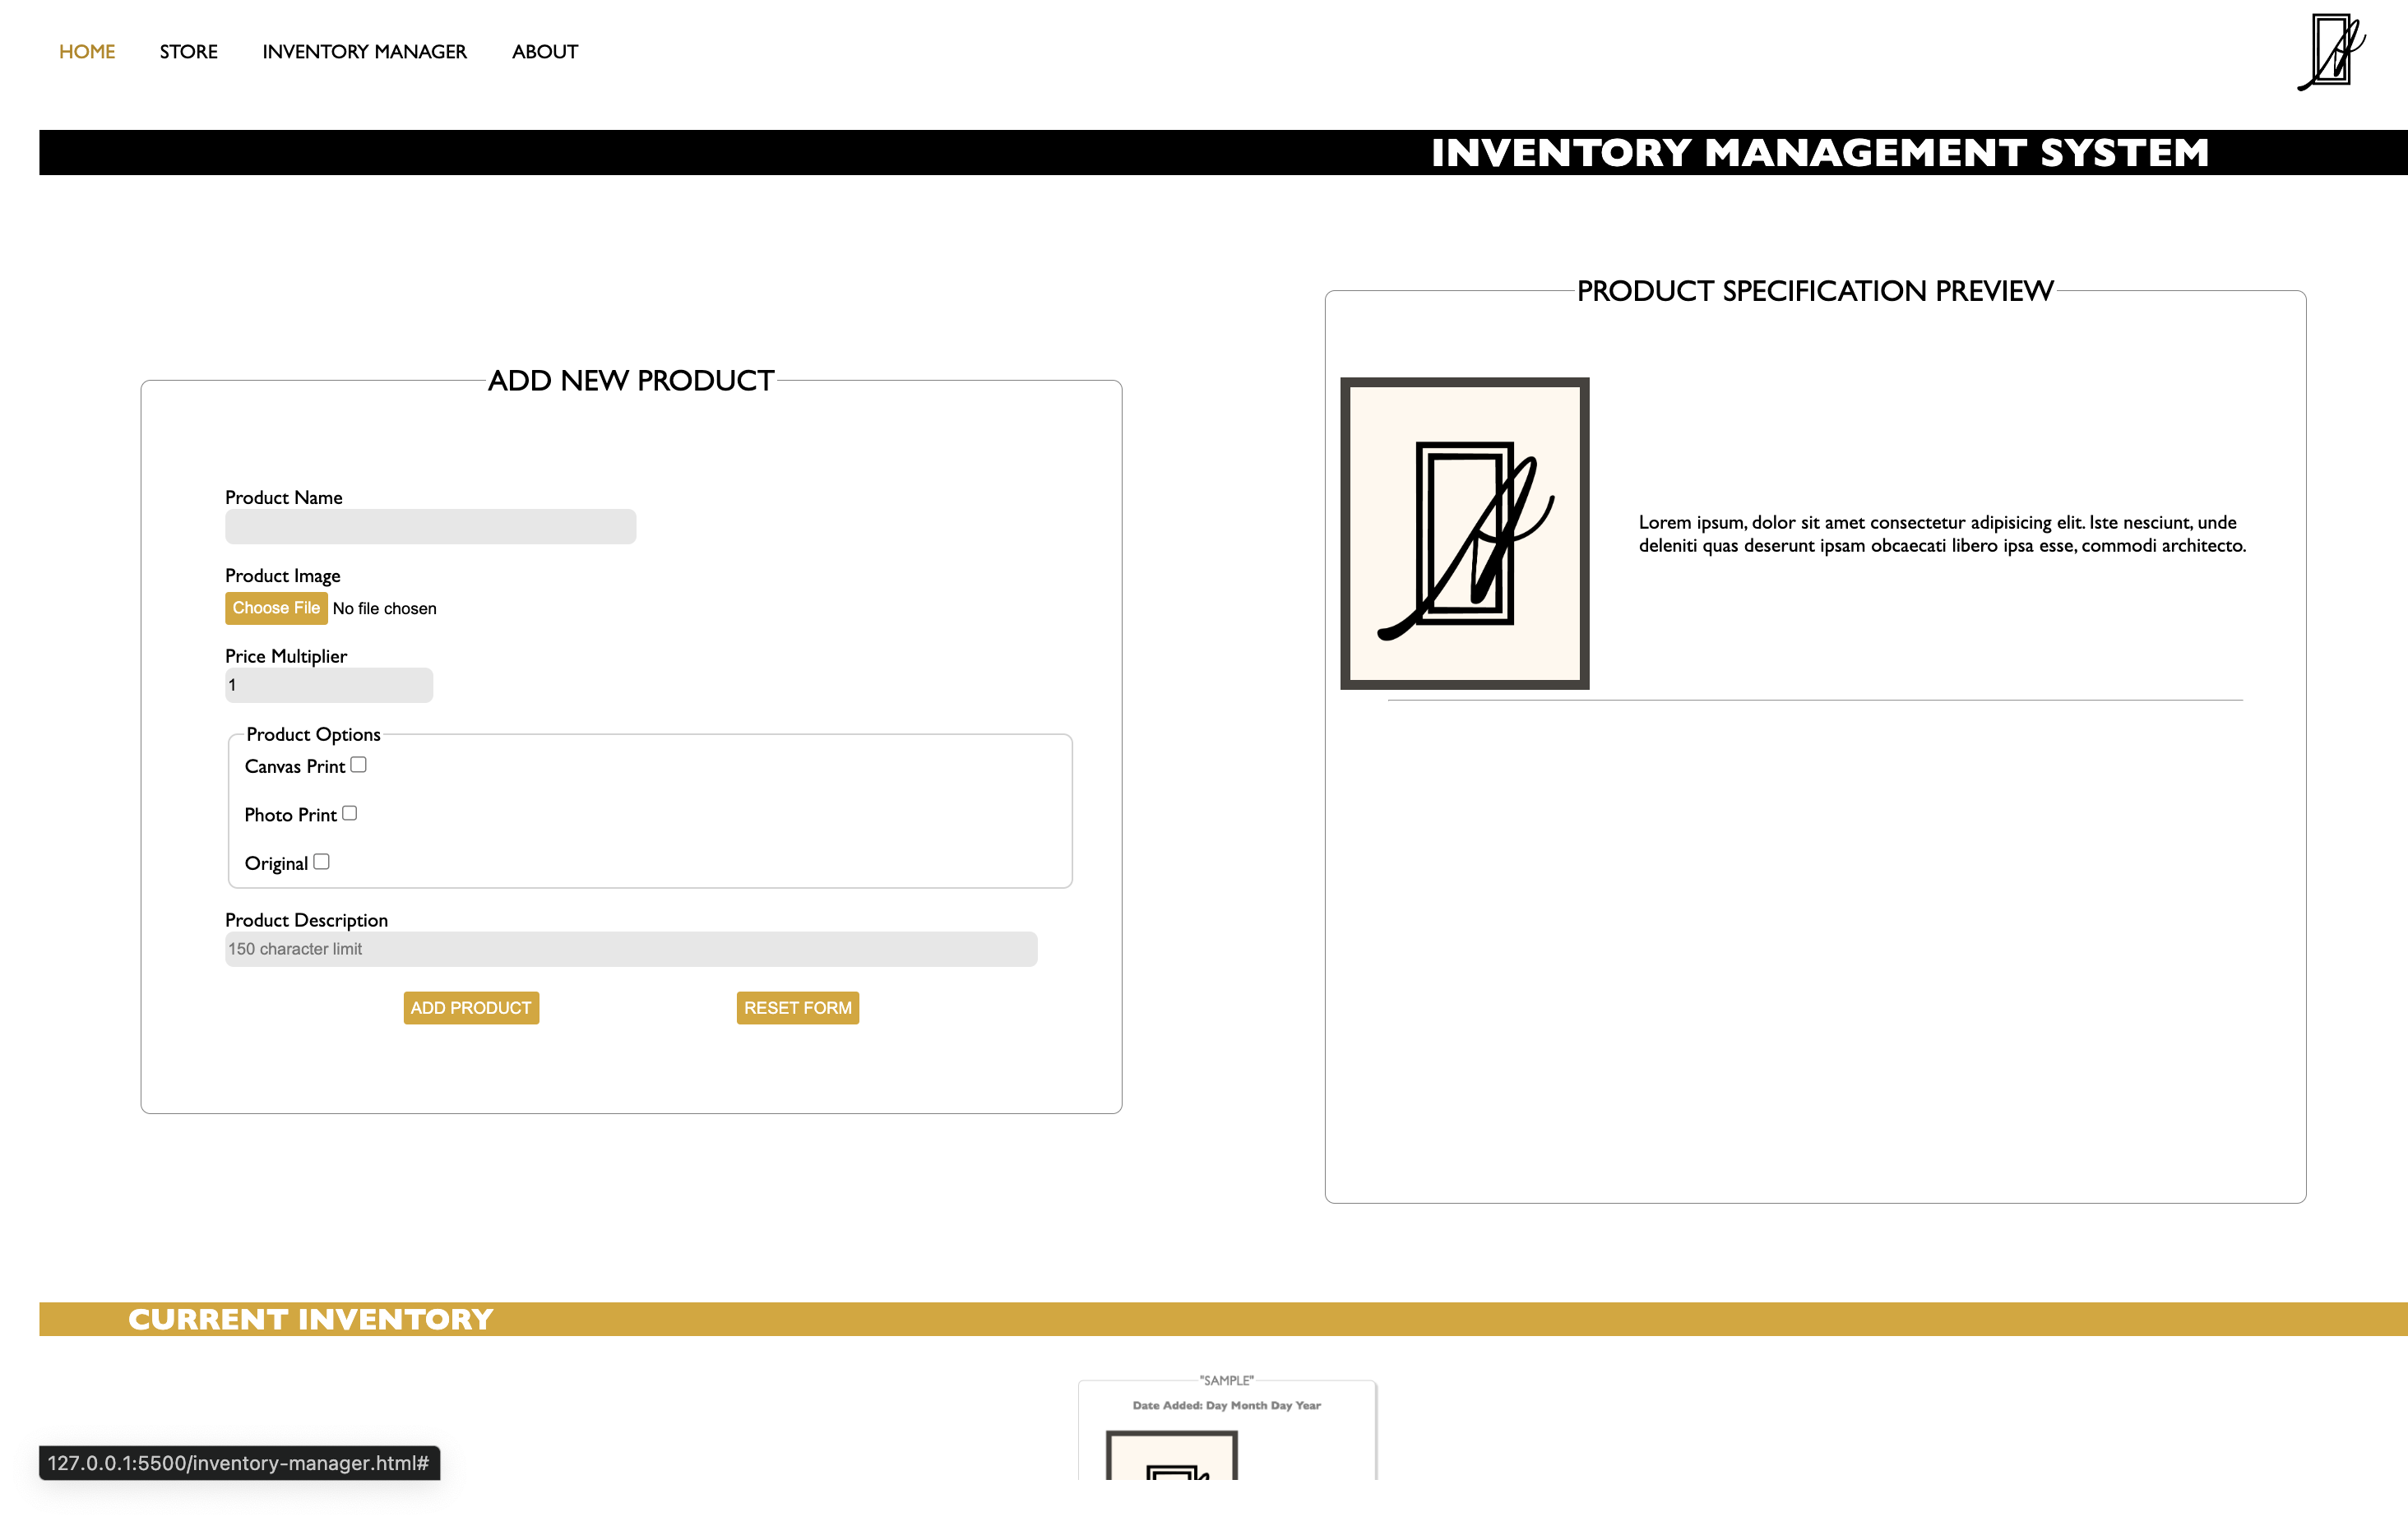 HOME STORE INVENTORY MANAGER ABOUT
INVENTORY MANAGEMENT SYSTEM
ADD NEW PRODUCT
Product Name
Product Image
Choose File No file chosen
Price Multiplier
1
Product Options
Canvas Print
Photo Print
Original
Product Description
150 character limit
ADD PRODUCT RESET FORM
PRODUCT SPECIFICATION PREVIEW
Lorem ipsum, dolor sit amet consectetur adipisicing elit. Iste nesciunt, unde
deleniti quas deserunt ipsam obcaecati libero ipsa esse, commodi architecto.
CURRENT INVENTORY
"SAMPLE"
Date Added: Day Month Day Year
127.0.0.1:5500/inventory-manager.html#